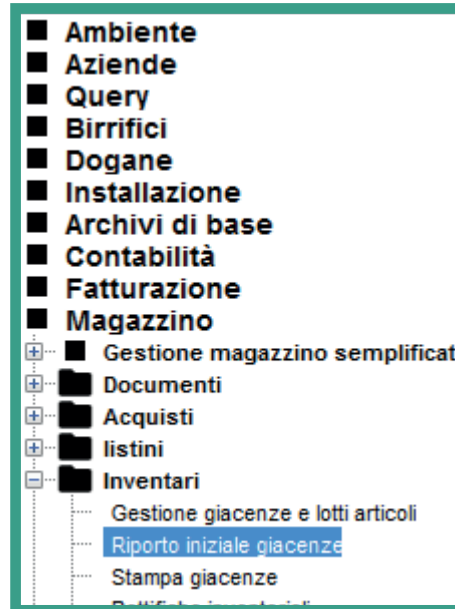 Ambiente
Aziende
Query
Birrifici
Dogane
Installazione
Archivi di base
Contabilità
Fatturazione
Magazzino
Gestione magazzino semplificat
Documenti
Acquisti
listini
Inventari
Gestione giacenze e lotti articoli
Riporto iniziale giacenze
Stampa giacenze